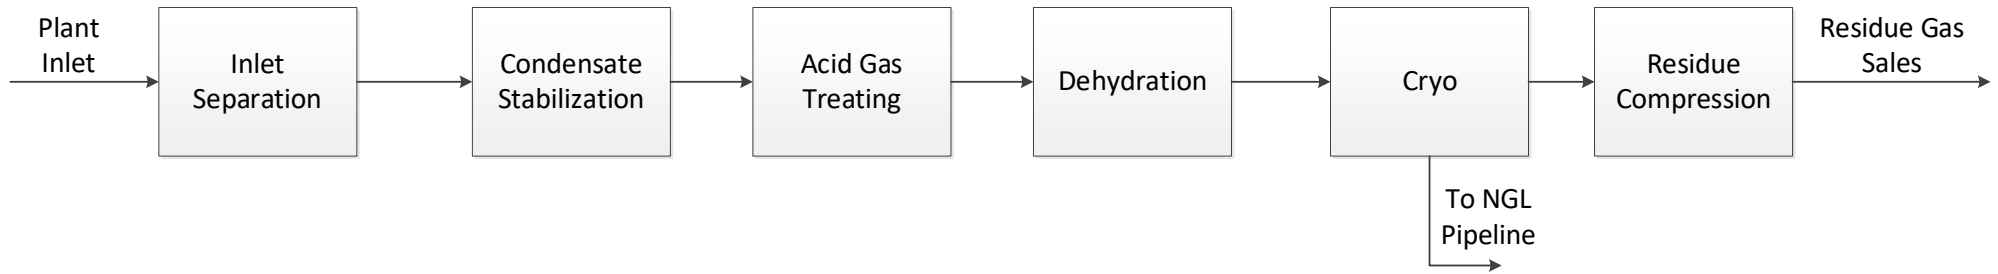 Plant
Inlet
Inlet
Separation
Condensate
Stabilization
Acid Gas
Treating
Dehydration
Cryo
Residue
Compression
Residue Gas
Sales
To NGL
Pipeline